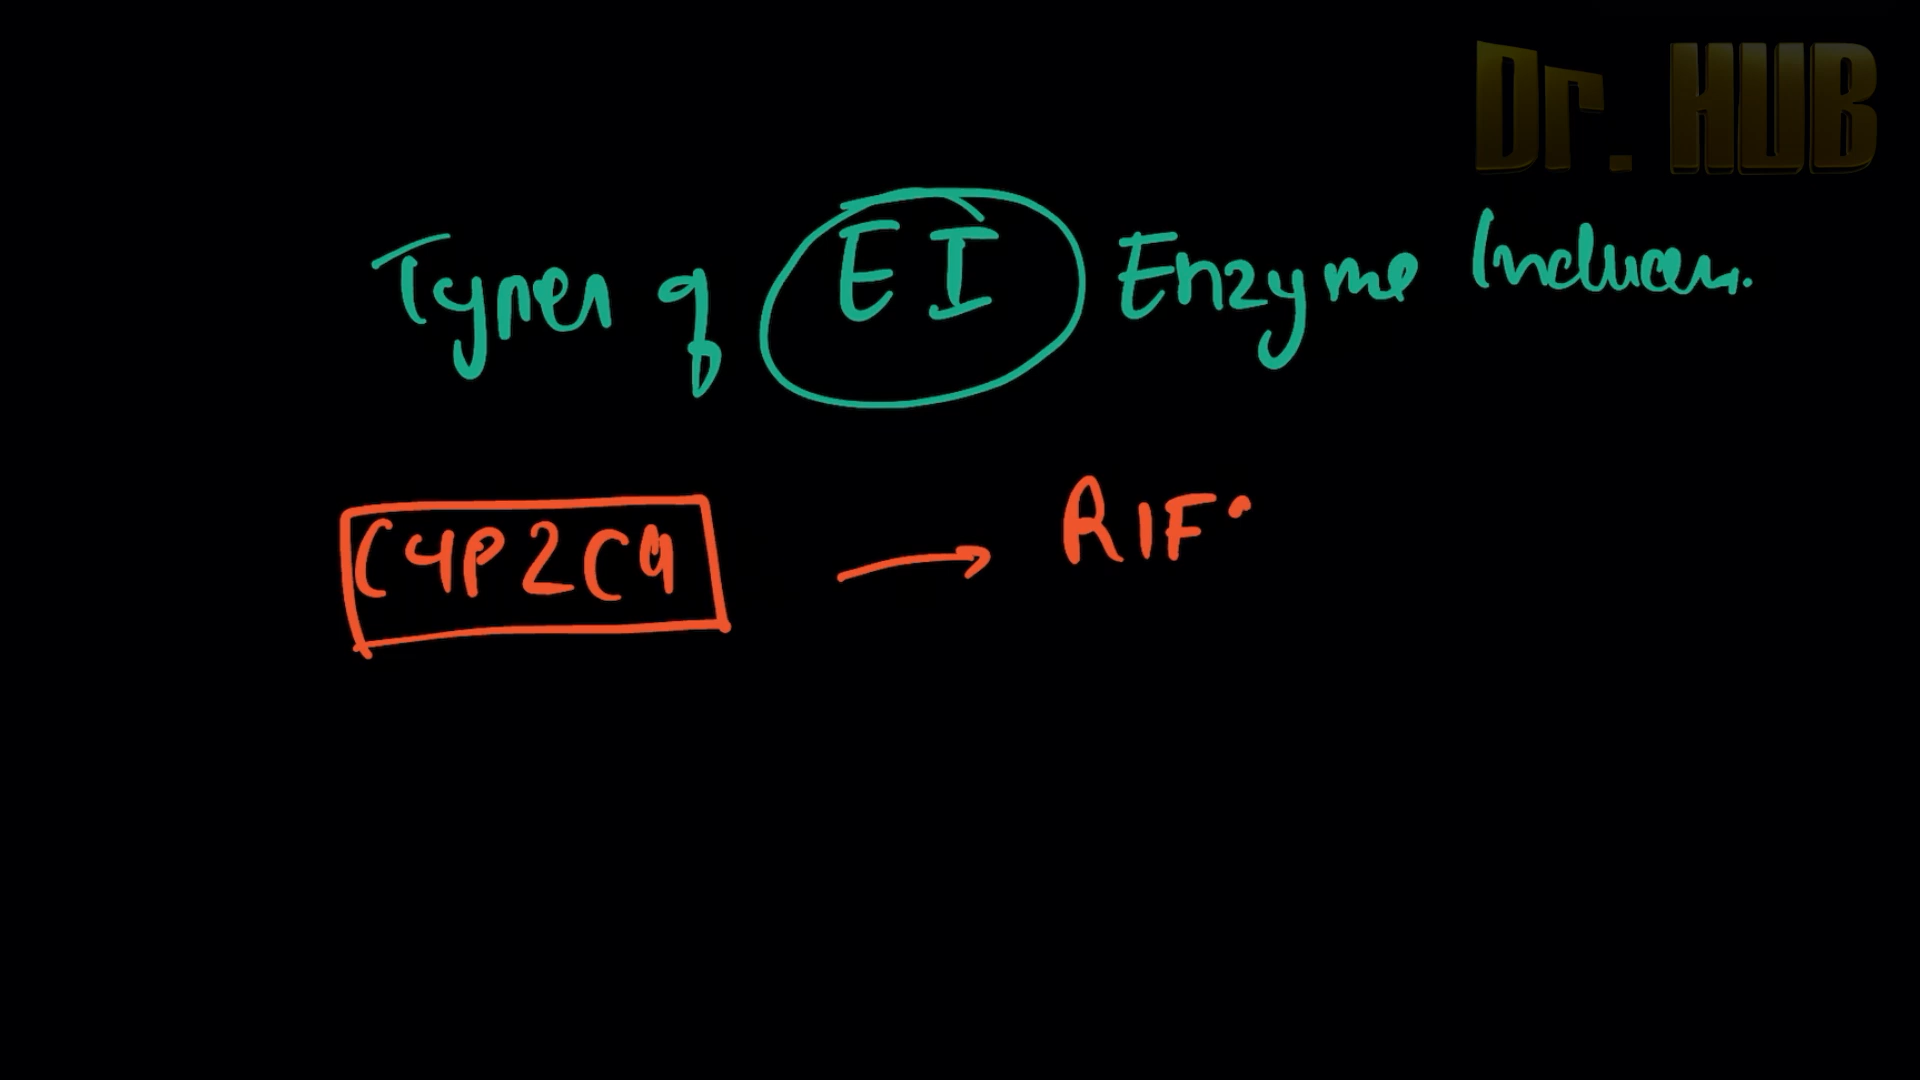 Dr. HUB
Types of EI Enzyme Inducers.
CYP2C9 → RIF